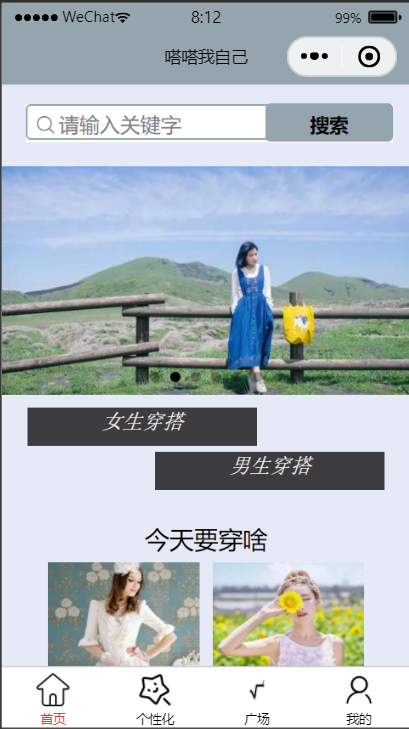 WeChat 8:12 99%
嗒嗒我自己
请输入关键字 搜索
女生穿搭
男生穿搭
今天要穿啥
首页 个性化 广场 我的